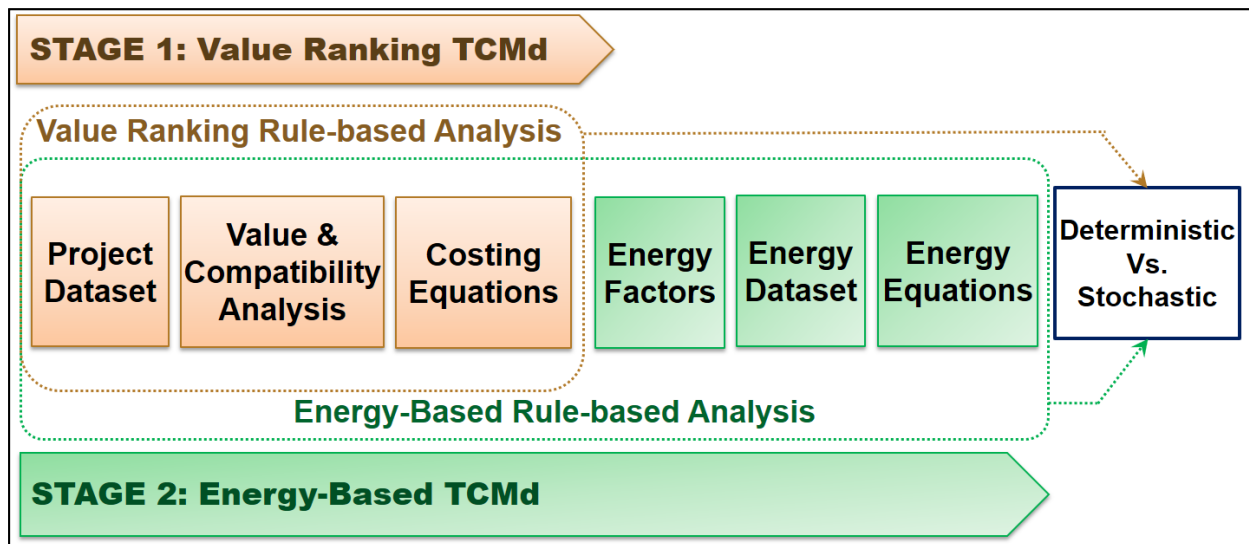 STAGE 1: Value Ranking TCMd
Value Ranking Rule-based Analysis
Project
Dataset
Value &
Compatibility
Analysis
Costing
Equations
Energy
Factors
Energy
Dataset
Energy
Equations
Deterministic
Vs.
Stochastic
Energy-Based Rule-based Analysis
STAGE 2: Energy-Based TCMd